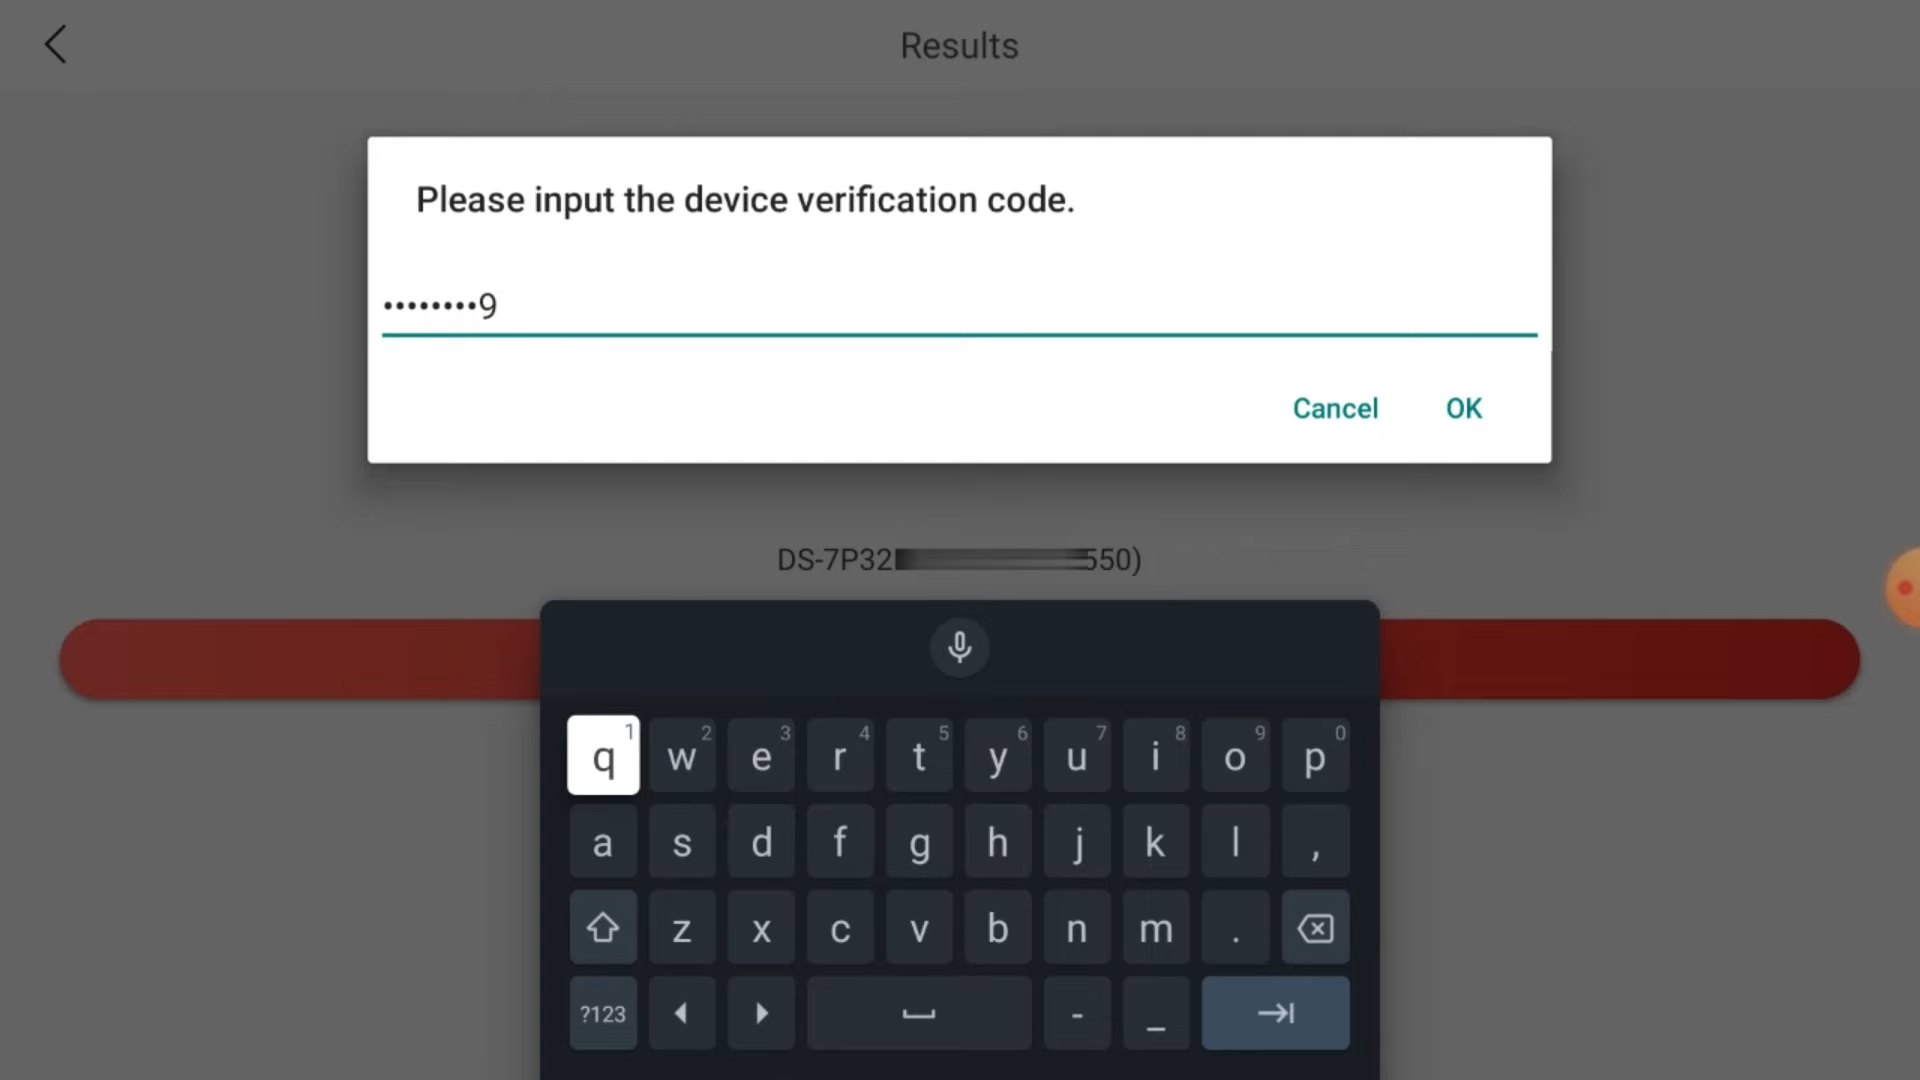 Results
Please input the device verification code.
••••••••9
Cancel OK
DS-7P32 550)
q 1 w 2 e 3 r 4 t 5 y 6 u 7 i 8 o 9 p 0
a s d f g h j k l ,
z x c v b n m .
?123 - _